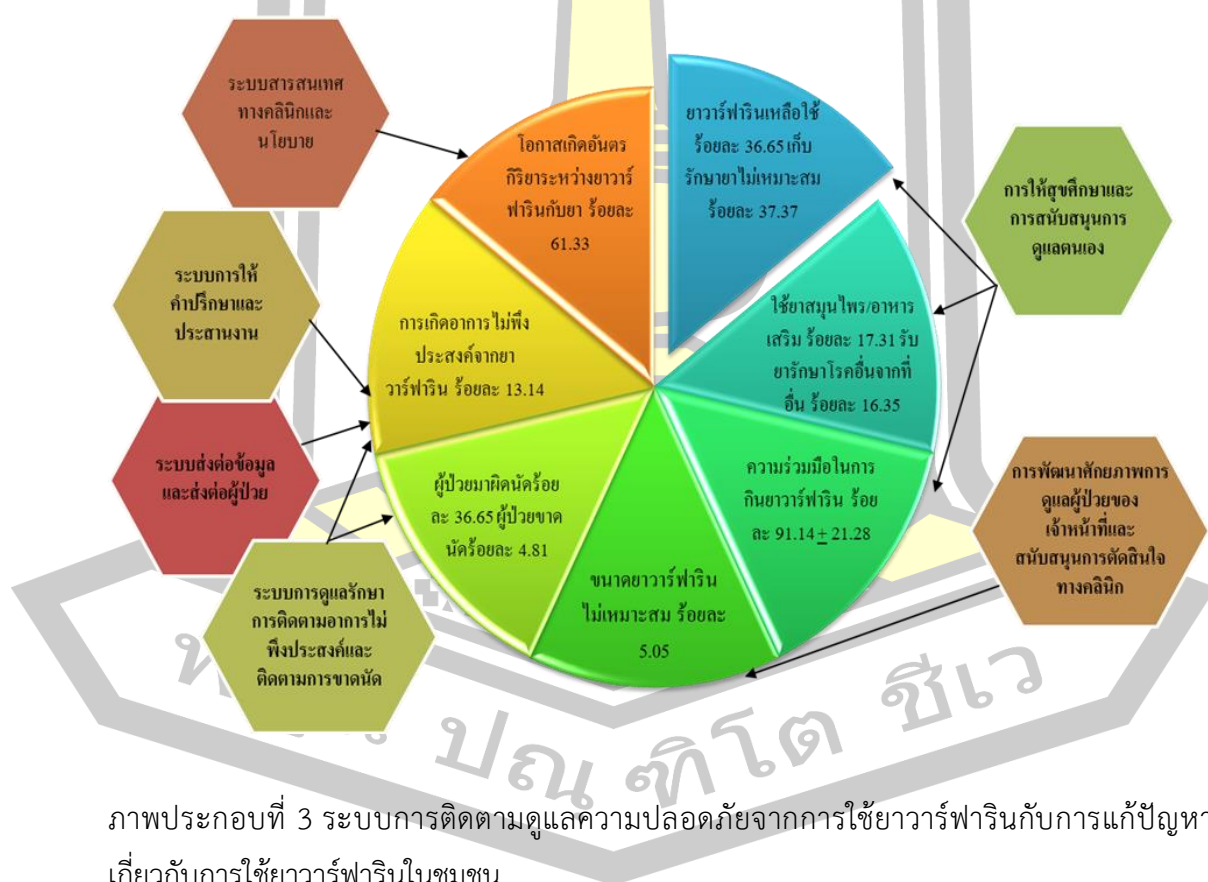 ระบบสารสนเทศ
ทางคลินิกและ
นโยบาย
โอกาสเกิดอันตร
กิริยาระหว่างยาวาร์
ฟารินกับยา ร้อยละ
61.33
ยาวาร์ฟารินเหลือใช้
ร้อยละ 36.65 เก็บ
รักษายาไม่เหมาะสม
ร้อยละ 37.37
การให้สุขศึกษาและ
การสนับสนุนการ
ดูแลตนเอง
ระบบการให้
คำปรึกษาและ
ประสานงาน
การเกิดอาการไม่พึง
ประสงค์จากยา
วาร์ฟาริน ร้อยละ 13.14
ใช้ยาสมุนไพร/อาหาร
เสริม ร้อยละ 17.31 รับ
ยารักษาโรคอื่นจากที่
อื่น ร้อยละ 16.35
ระบบส่งต่อข้อมูล
และส่งต่อผู้ป่วย
ผู้ป่วยมาผิดนัดร้อย
ละ 36.65 ผู้ป่วยขาด
นัดร้อยละ 4.81
ความร่วมมือในการ
กินยาวาร์ฟาริน ร้อย
ละ 91.14 ± 21.28
การพัฒนาศักยภาพการ
ดูแลผู้ป่วยของ
เจ้าหน้าที่และ
สนับสนุนการตัดสินใจ
ทางคลินิก
ขนาดยาวาร์ฟาริน
ไม่เหมาะสม ร้อยละ
5.05
ระบบการดูแลรักษา
การติดตามอาการไม่
พึงประสงค์และ
ติดตามการขาดนัด
ปณฺฑิโต ชีเว
ภาพประกอบที่ 3 ระบบการติดตามดูแลความปลอดภัยจากการใช้ยาวาร์ฟารินกับการแก้ปัญหา
เกี่ยวกับการใช้ยาวาร์ฟารินในชุมชน